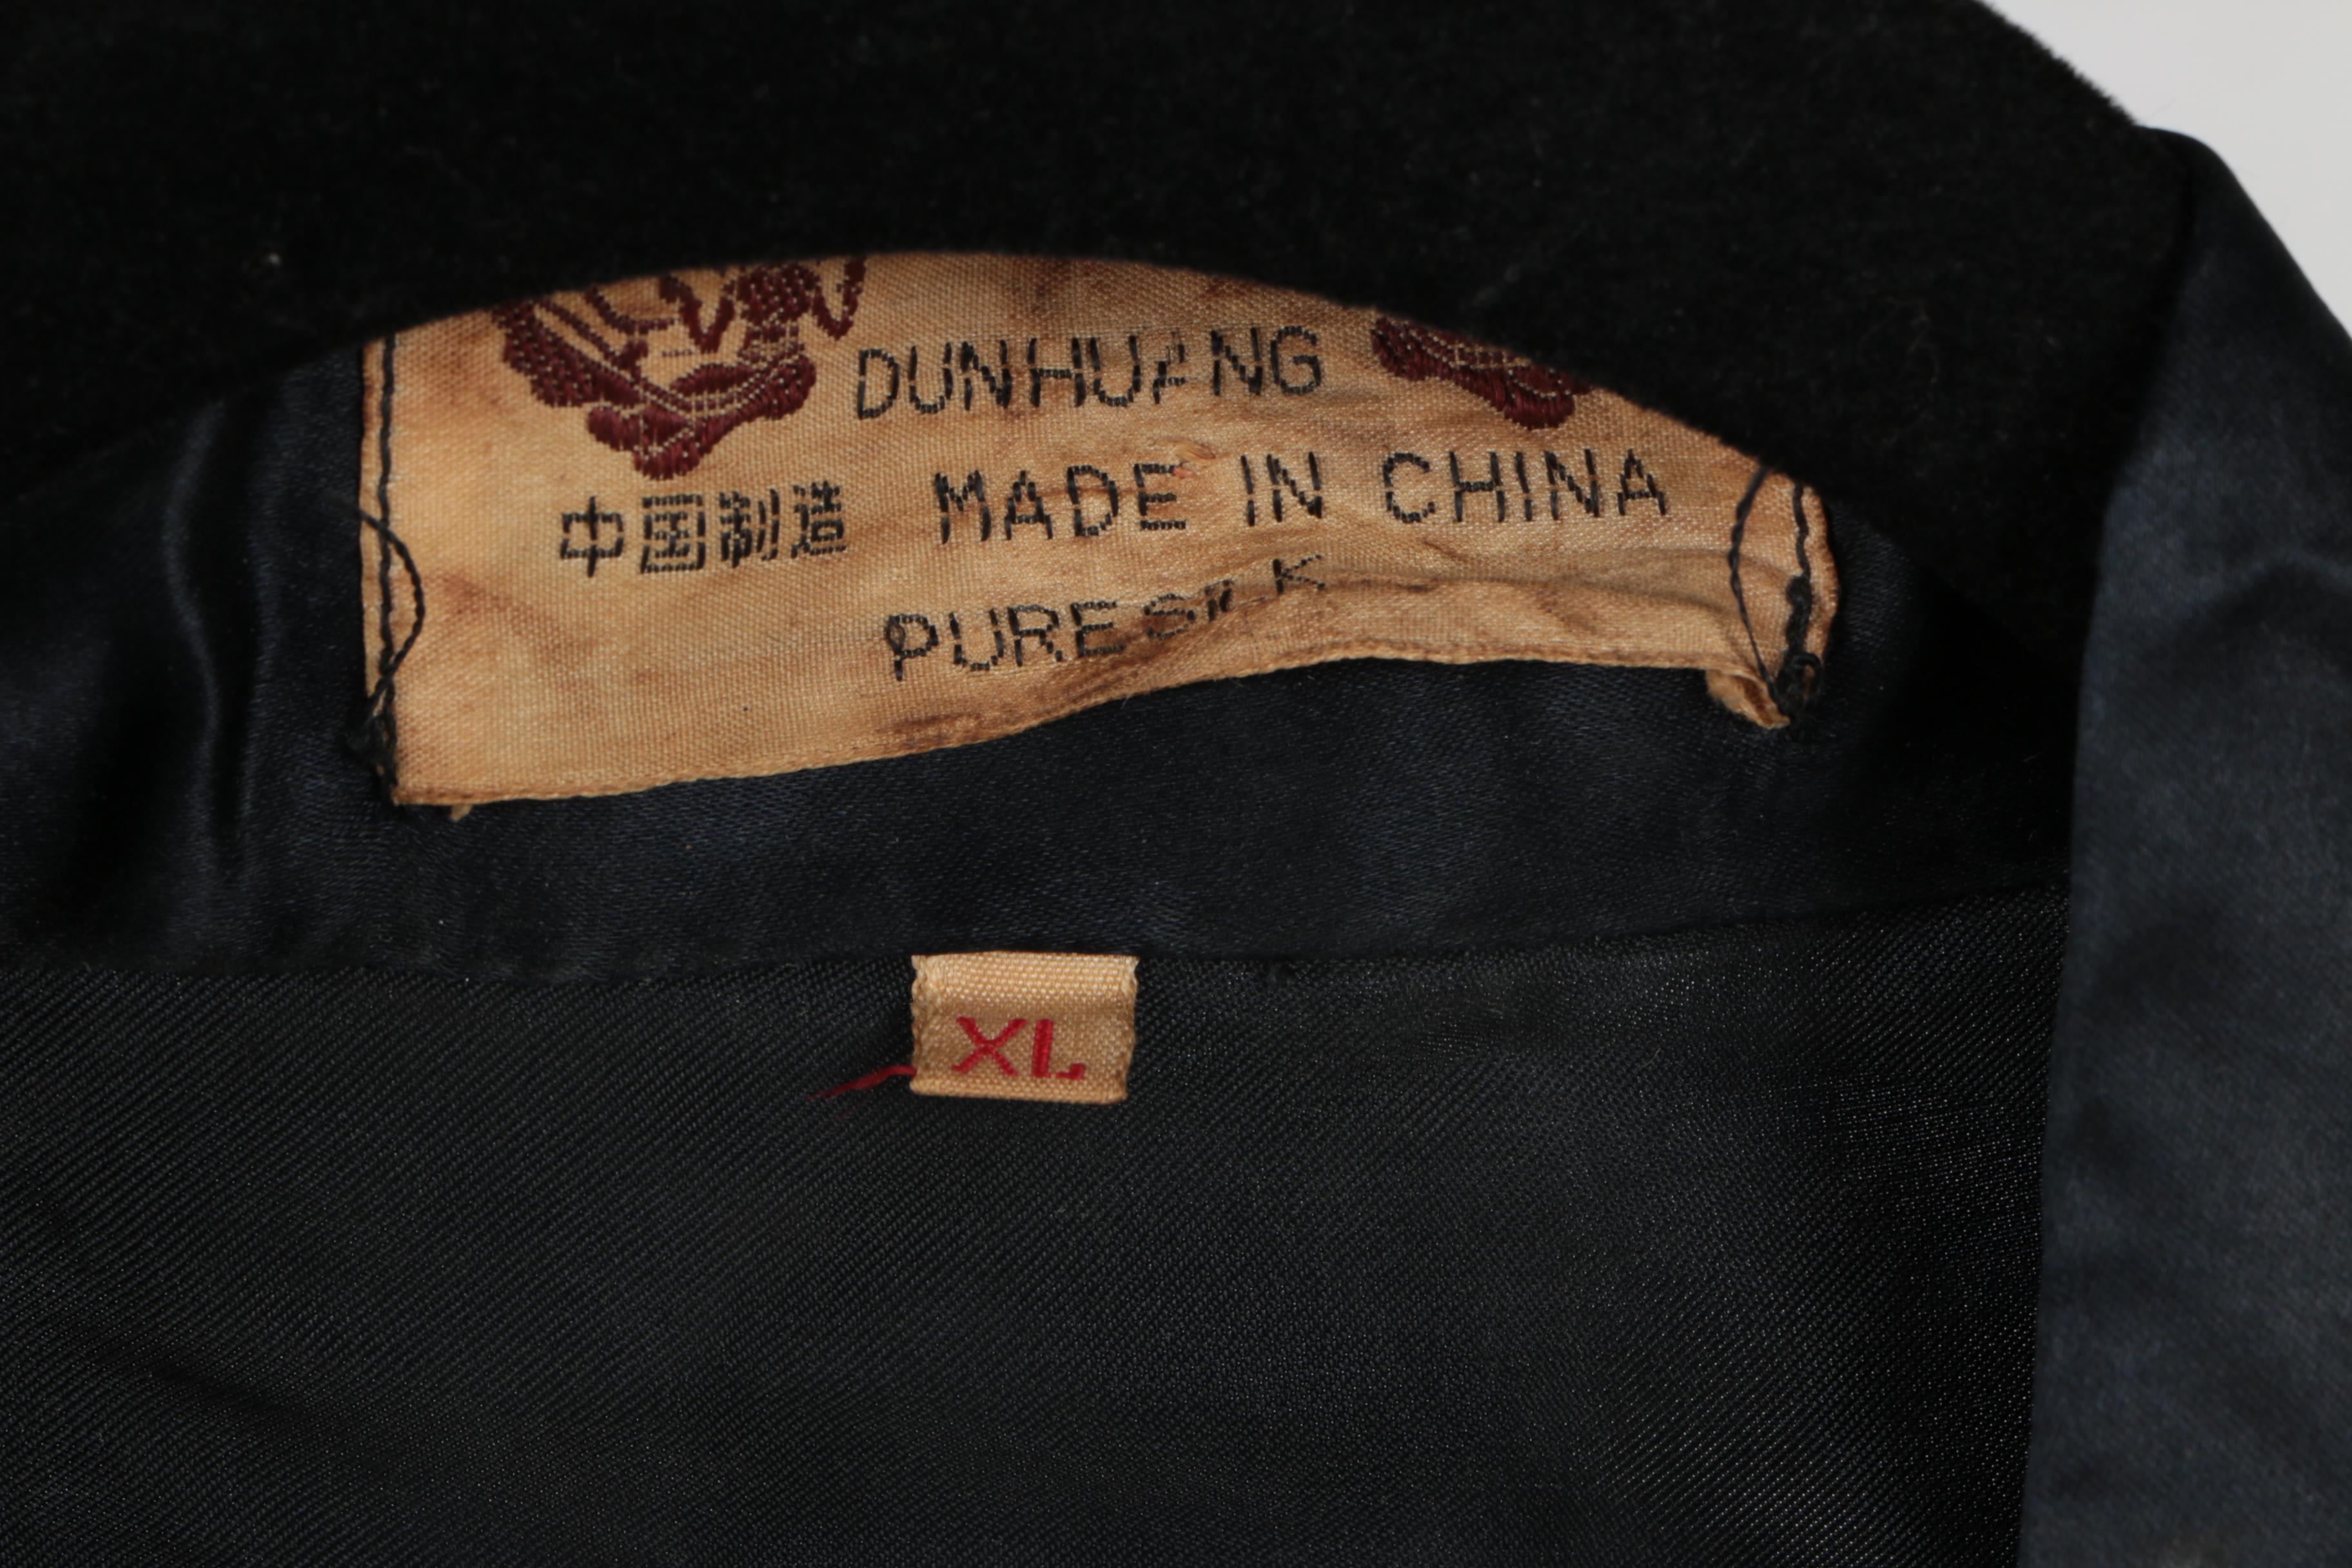 DUNHUANG
中国制造 MADE IN CHINA
PURE SILK
XL